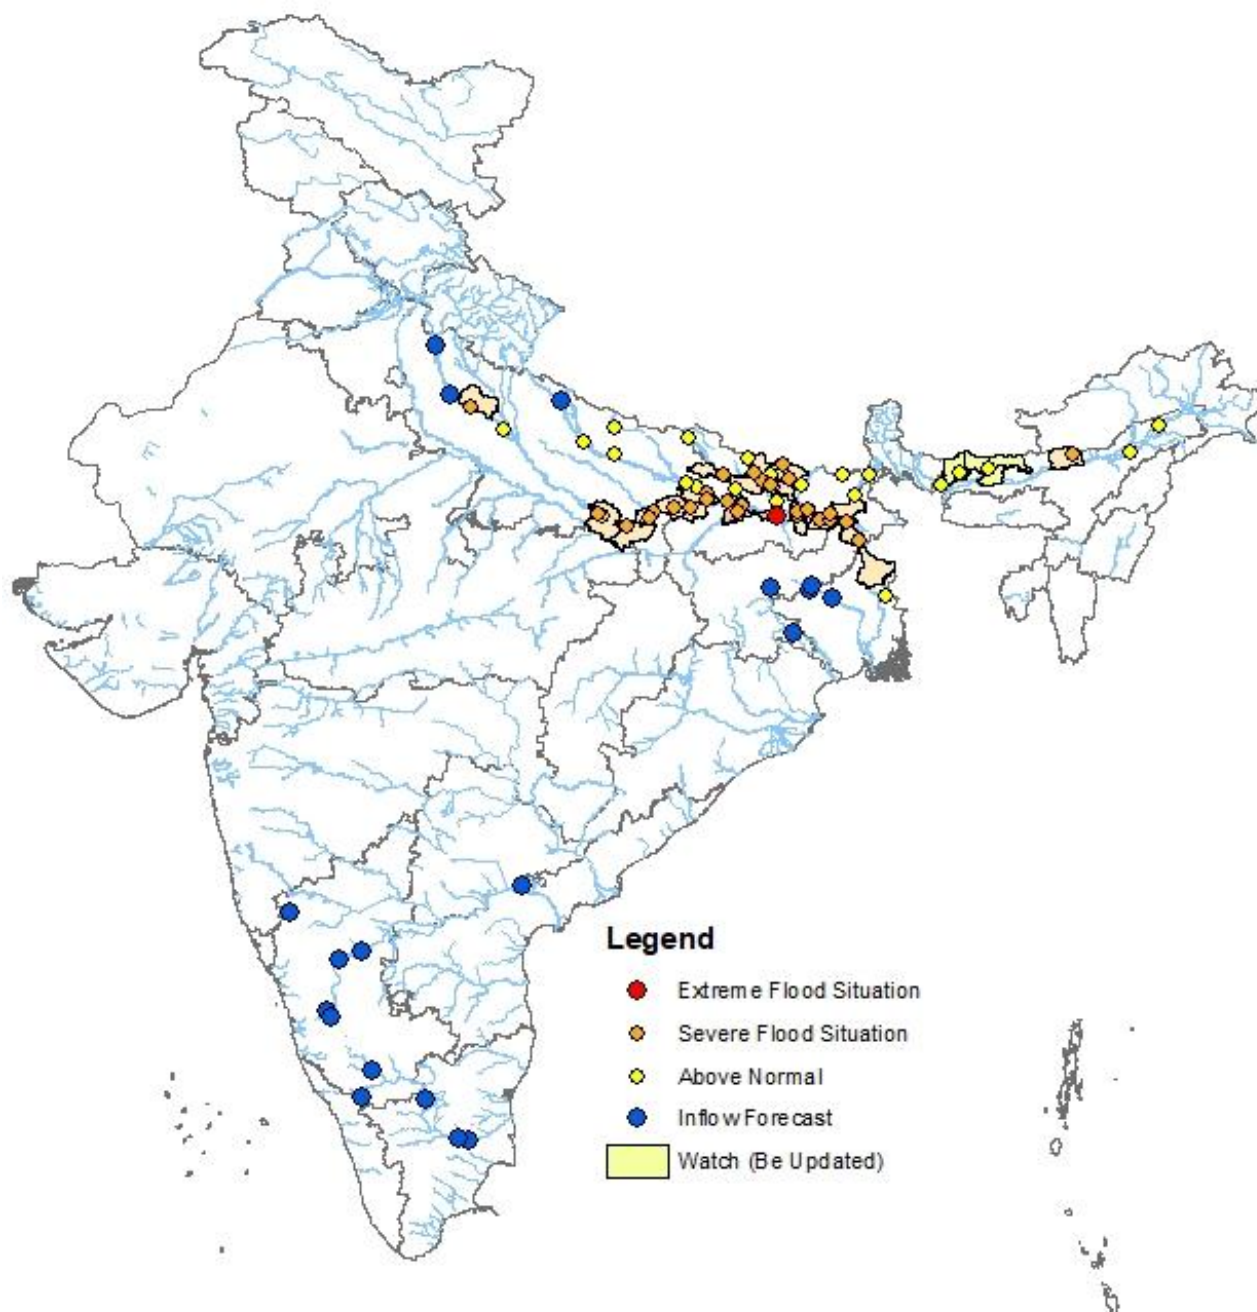 Legend
Extreme Flood Situation
Severe Flood Situation
Above Normal
Inflow Forecast
Watch (Be Updated)